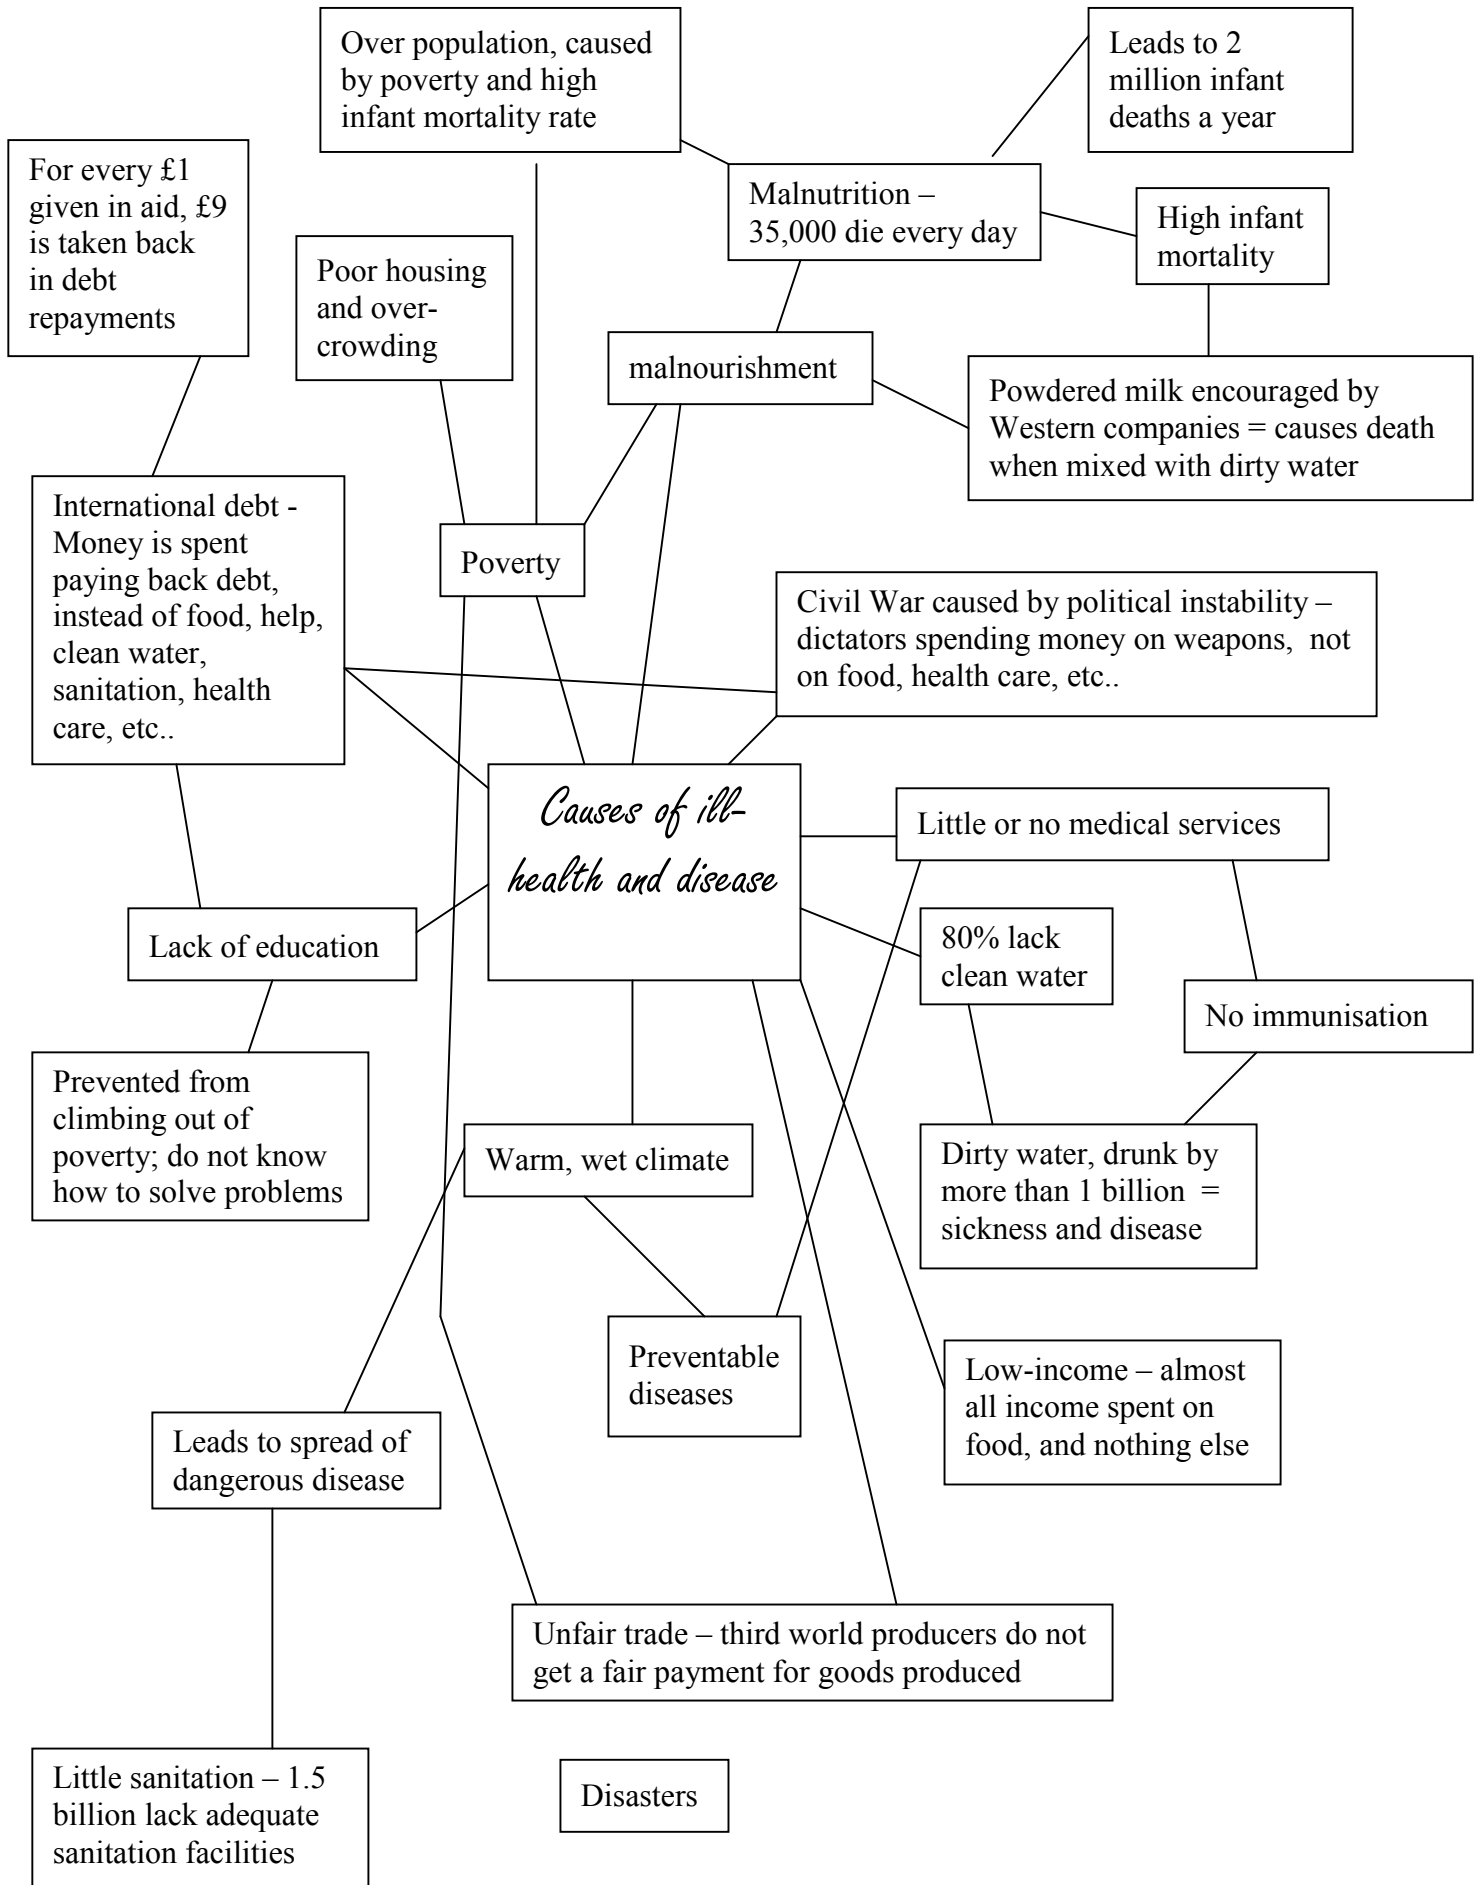 Over population, caused
by poverty and high
infant mortality rate
Leads to 2
million infant
deaths a year
For every £1
given in aid, £9
is taken back
in debt
repayments
Malnutrition –
35,000 die every day
High infant
mortality
Poor housing
and over-
crowding
malnourishment
Powdered milk encouraged by
Western companies = causes death
when mixed with dirty water
International debt -
Money is spent
paying back debt,
instead of food, help,
clean water,
sanitation, health
care, etc..
Poverty
Civil War caused by political instability –
dictators spending money on weapons,  not
on food, health care, etc..
Causes of ill-
health and disease
Little or no medical services
Lack of education
80% lack
clean water
No immunisation
Prevented from
climbing out of
poverty; do not know
how to solve problems
Warm, wet climate
Dirty water, drunk by
more than 1 billion  =
sickness and disease
Preventable
diseases
Low-income – almost
all income spent on
food, and nothing else
Leads to spread of
dangerous disease
Unfair trade – third world producers do not
get a fair payment for goods produced
Little sanitation – 1.5
billion lack adequate
sanitation facilities
Disasters